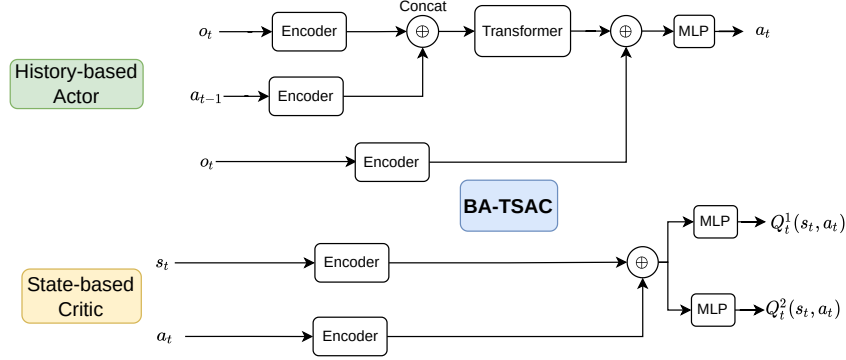 Concat
o_t
Encoder
Transformer
MLP
a_t
History-based
Actor
a_{t-1}
Encoder
o_t
Encoder
BA-TSAC
MLP
Q_t^1(s_t, a_t)
s_t
Encoder
State-based
Critic
MLP
Q_t^2(s_t, a_t)
a_t
Encoder